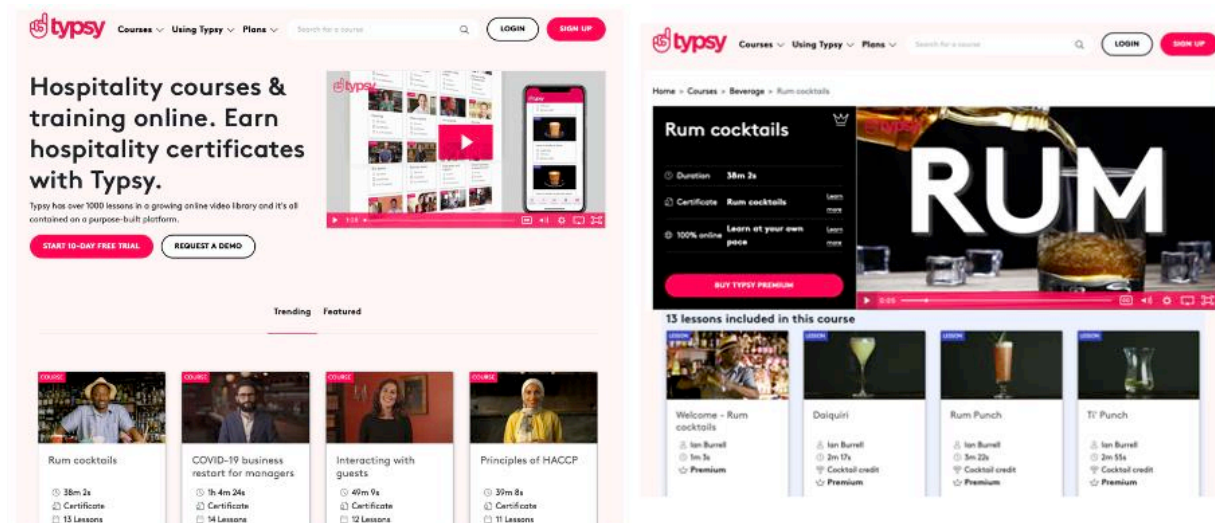 typsy Courses Using Typsy Plans Search for a course LOGIN SIGN UP
Hospitality courses &
training online. Earn
hospitality certificates
with Typsy.
Typsy has over 1000 lessons in a growing online video library and it's all
contained on a purpose-built platform.
START 10-DAY FREE TRIAL REQUEST A DEMO
typsy
Trending Featured
COURSE COURSE COURSE COURSE
Rum cocktails
38m 2s
Certificate
13 Lessons
COVID-19 business
restart for managers
1h 4m 24s
Certificate
14 Lessons
Interacting with
guests
49m 9s
Certificate
12 Lessons
Principles of HACCP
39m 8s
Certificate
11 Lessons
typsy Courses Using Typsy Plans Search for a course LOGIN SIGN UP
Home > Courses > Beverage > Rum cocktails
Rum cocktails
Duration 38m 2s
Certificate Rum cocktails Learn
more
100% online Learn at your own
pace Learn
more
BUY TYPSY PREMIUM
typsy
RUM
0:05 CC
13 lessons included in this course
LESSON LESSON LESSON LESSON
Welcome - Rum
cocktails
Ian Burrell
1m 3s
Premium
Daiquiri
Ian Burrell
2m 17s
Cocktail credit
Premium
Rum Punch
Ian Burrell
3m 22s
Cocktail credit
Premium
Ti' Punch
Ian Burrell
2m 55s
Cocktail credit
Premium